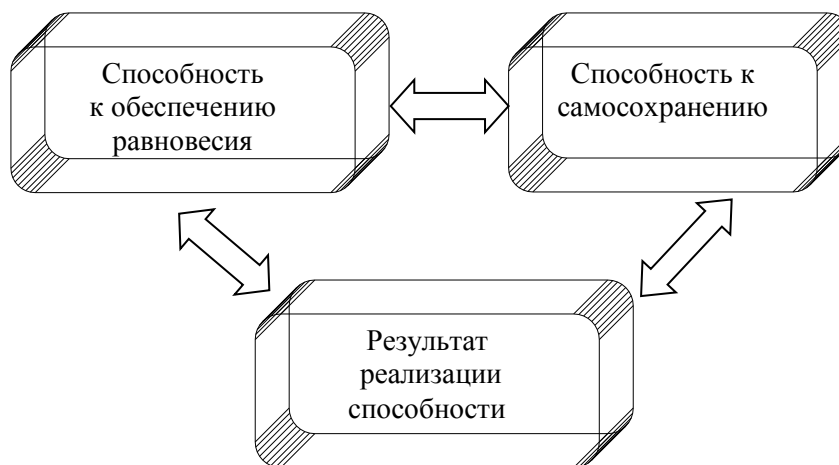 Способность
к обеспечению
равновесия
Способность к
самосохранению
Результат
реализации
способности